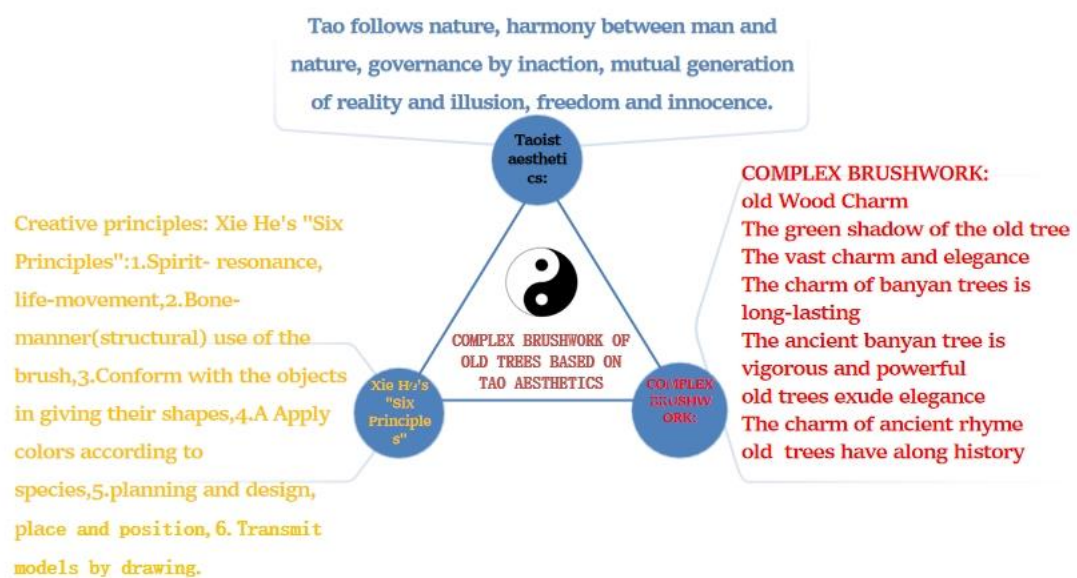 Tao follows nature, harmony between man and
nature, governance by inaction, mutual generation
of reality and illusion, freedom and innocence.
Taoist
aestheti
cs:
Creative principles: Xie He's "Six
Principles":1.Spirit- resonance,
life-movement,2.Bone-
manner(structural) use of the
brush,3.Conform with the objects
in giving their shapes,4.A Apply
colors according to
species,5.planning and design,
place and position, 6. Transmit
models by drawing.
COMPLEX BRUSHWORK OF
OLD TREES BASED ON
TAO AESTHETICS
Xie He's
"Six
Principle
s"
COMPLEX
BRUSHW
ORK:
COMPLEX BRUSHWORK:
old Wood Charm
The green shadow of the old tree
The vast charm and elegance
The charm of banyan trees is
long-lasting
The ancient banyan tree is
vigorous and powerful
old trees exude elegance
The charm of ancient rhyme
old trees have along history